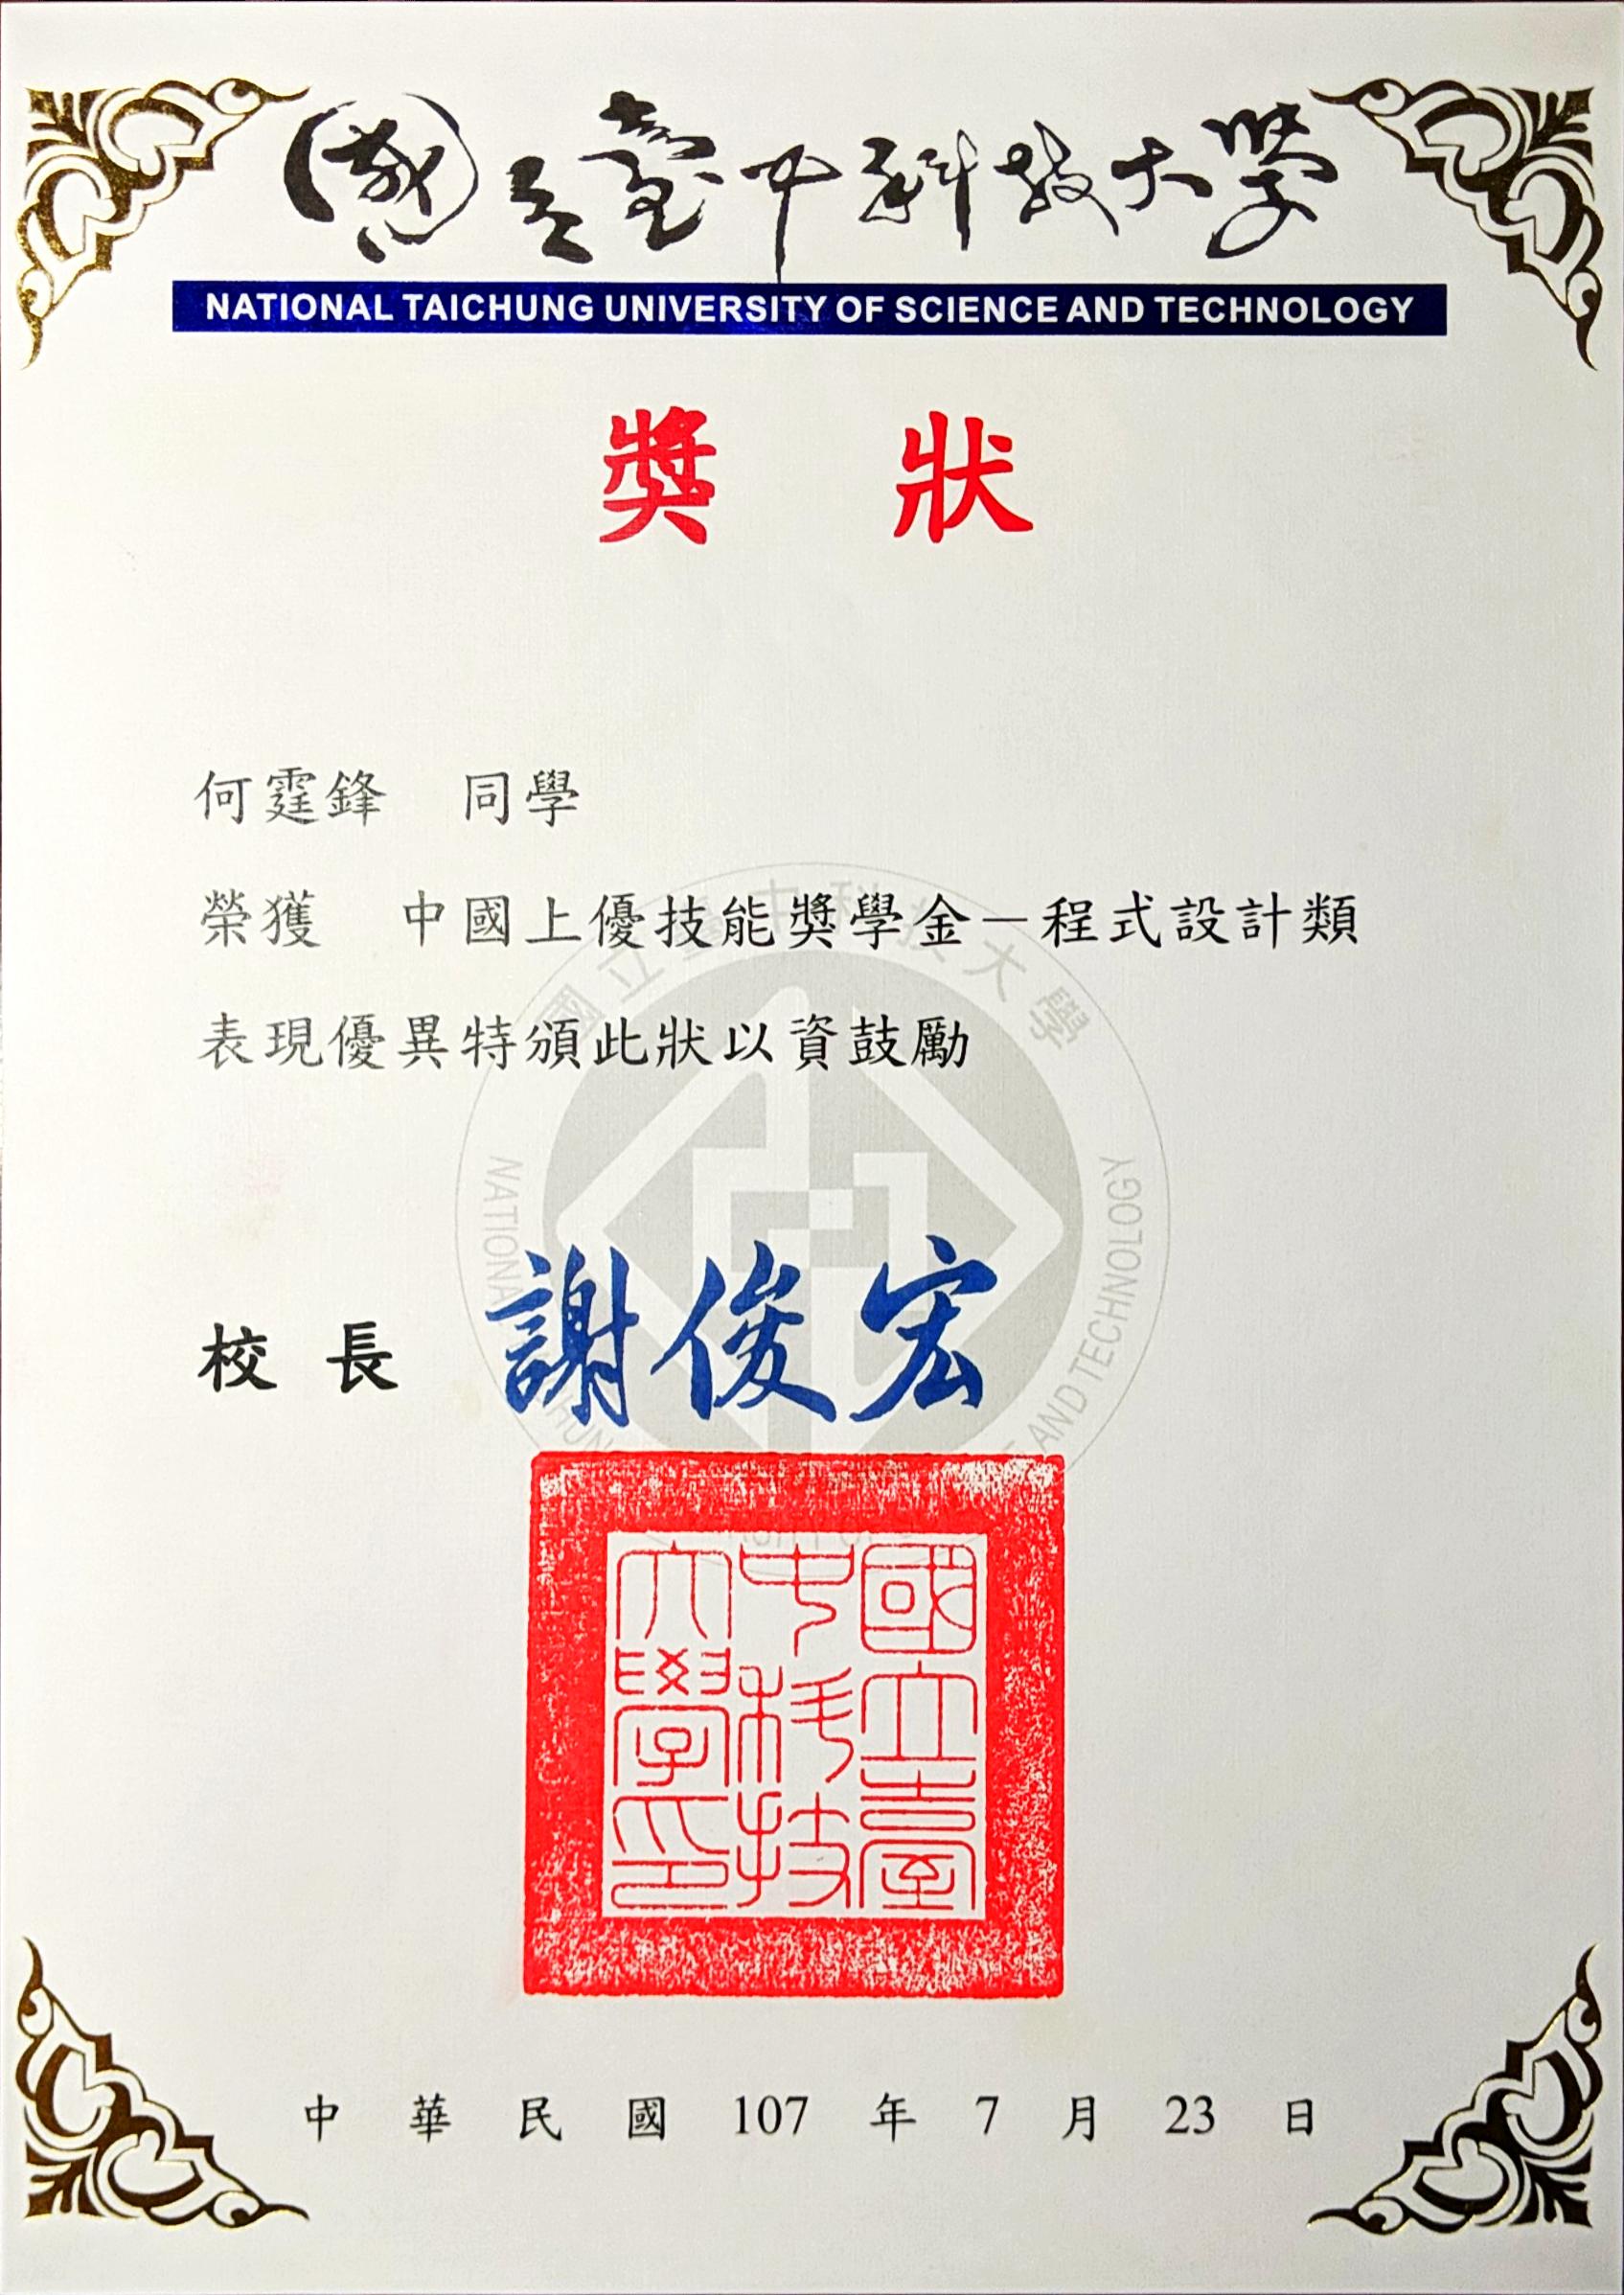 國立臺中科技大學
NATIONAL TAICHUNG UNIVERSITY OF SCIENCE AND TECHNOLOGY
獎 狀
何霆鋒 同學
榮獲 中國上優技能獎學金－程式設計類
表現優異特頒此狀以資鼓勵
國立臺中科技大學
NATIONAL
AND TECHNOLOGY
校 長 謝俊宏
國立臺
中科技
大學印
中 華 民 國 107 年 7 月 23 日